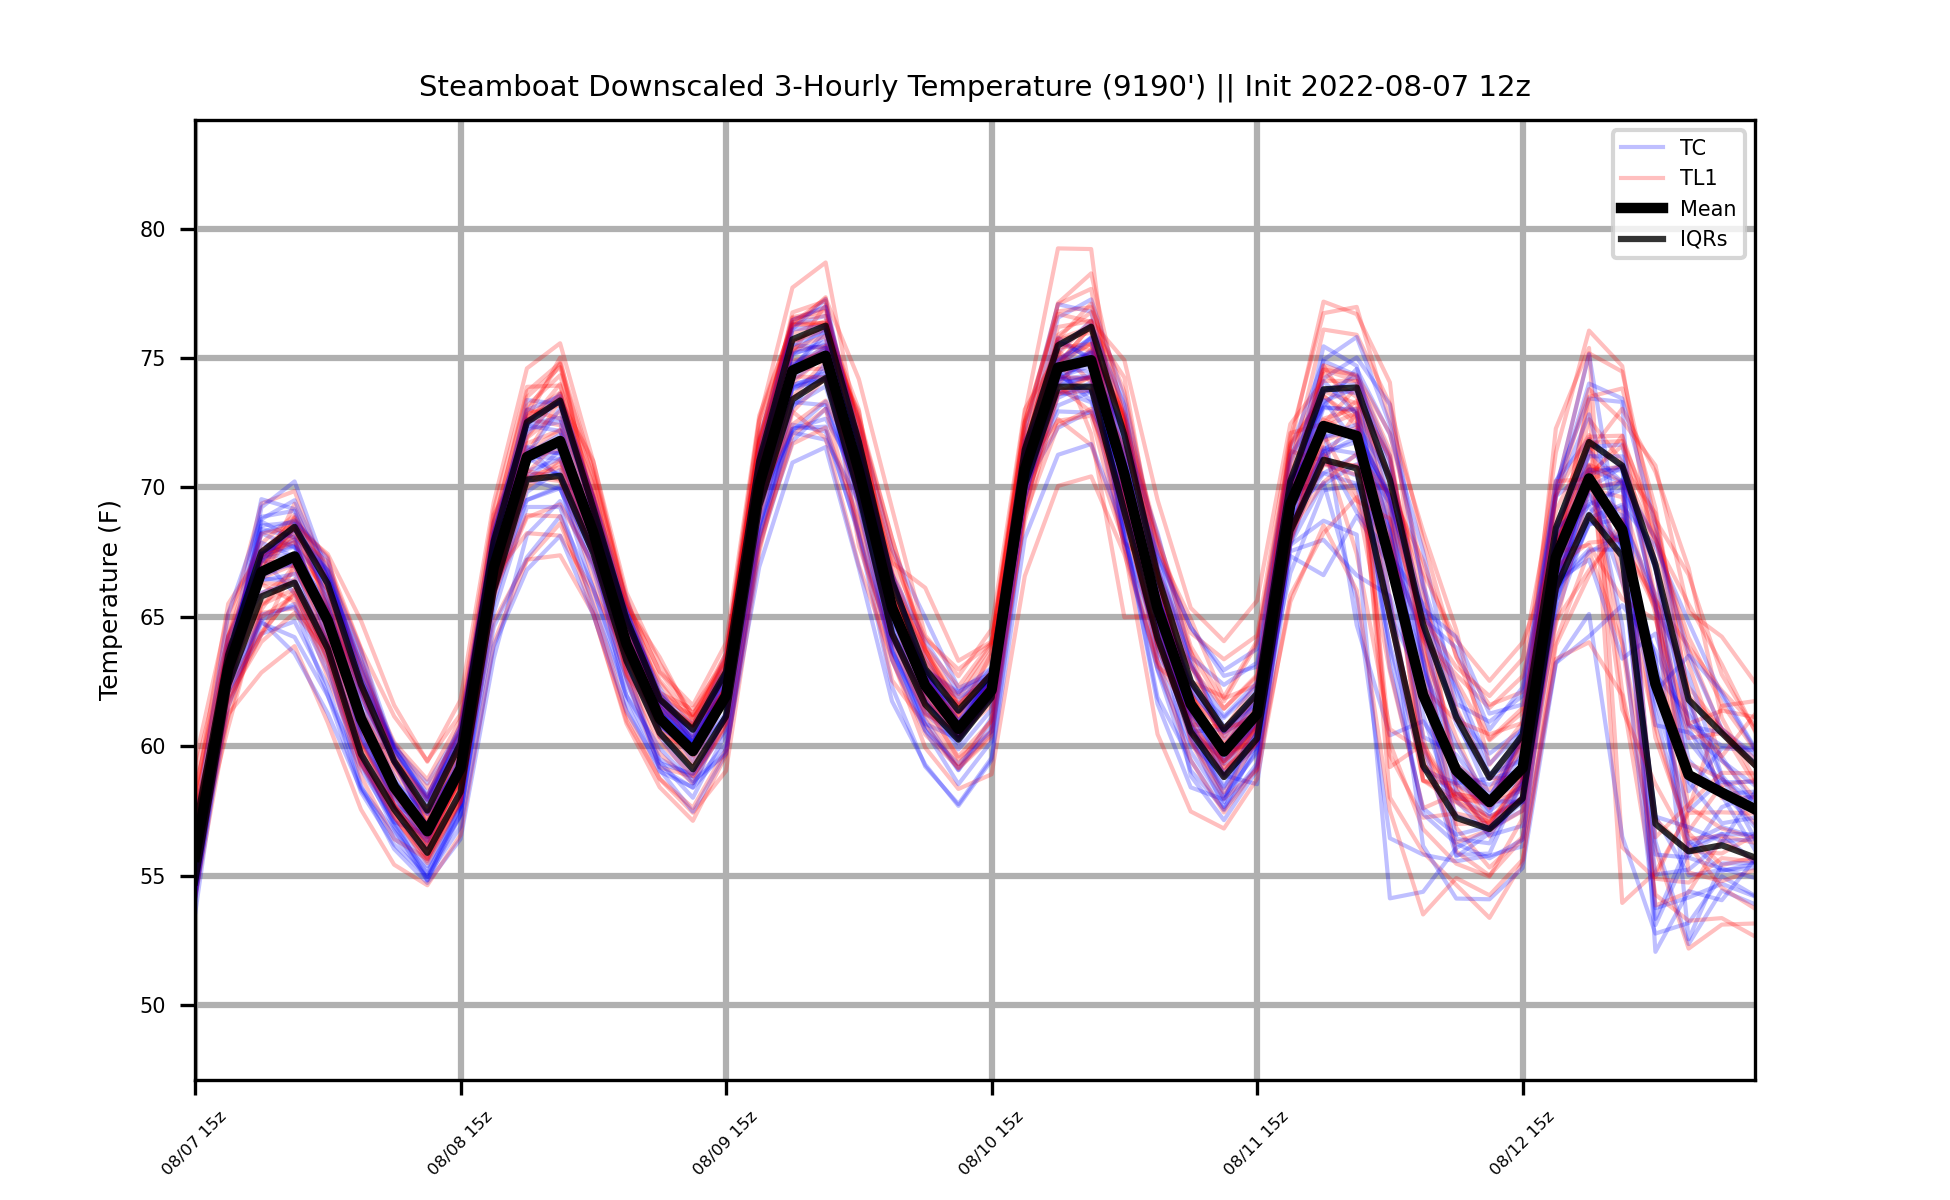 Steamboat Downscaled 3-Hourly Temperature (9190') || Init 2022-08-07 12z
TC
TL1
Mean
IQRs
Temperature (F)
80
75
70
65
60
55
50
08/07 15z
08/08 15z
08/09 15z
08/10 15z
08/11 15z
08/12 15z